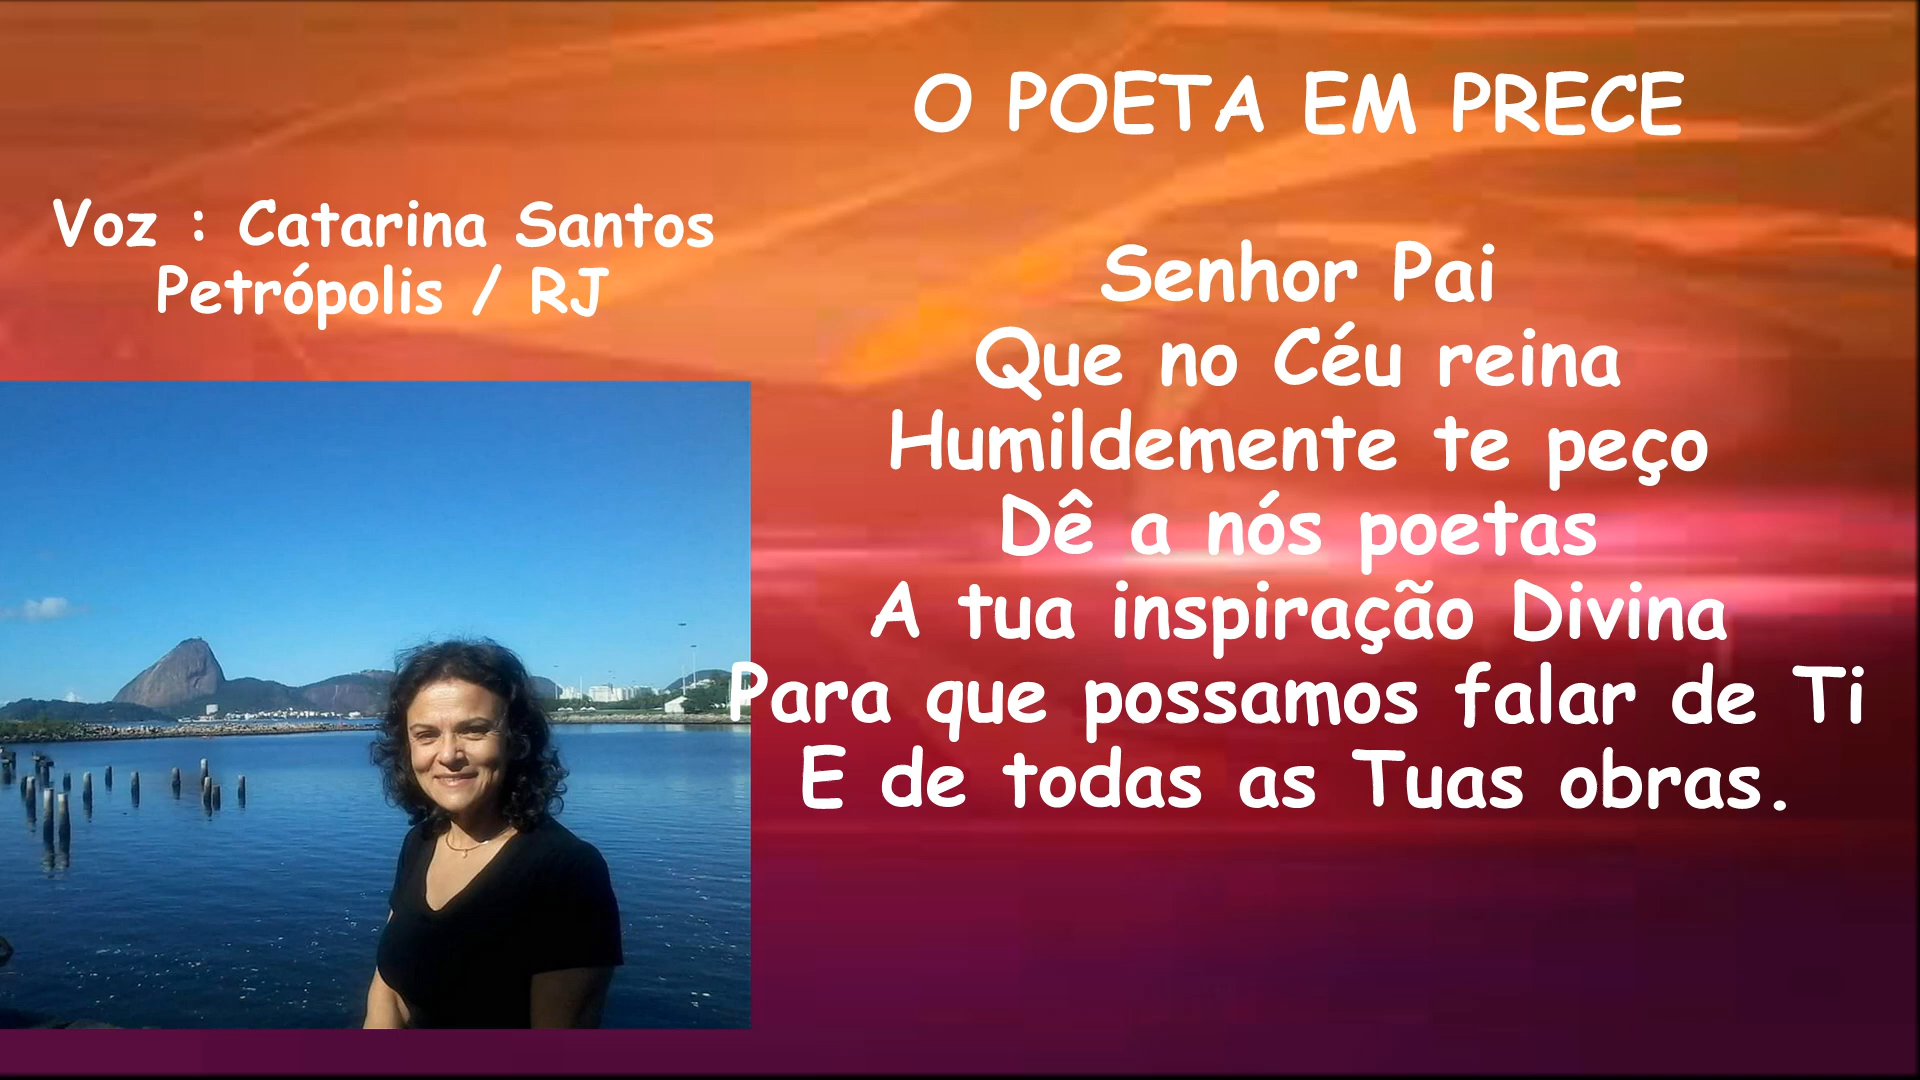 O POETA EM PRECE
Voz : Catarina Santos
Petrópolis / RJ
Senhor Pai
Que no Céu reina
Humildemente te peço
Dê a nós poetas
A tua inspiração Divina
Para que possamos falar de Ti
E de todas as Tuas obras.